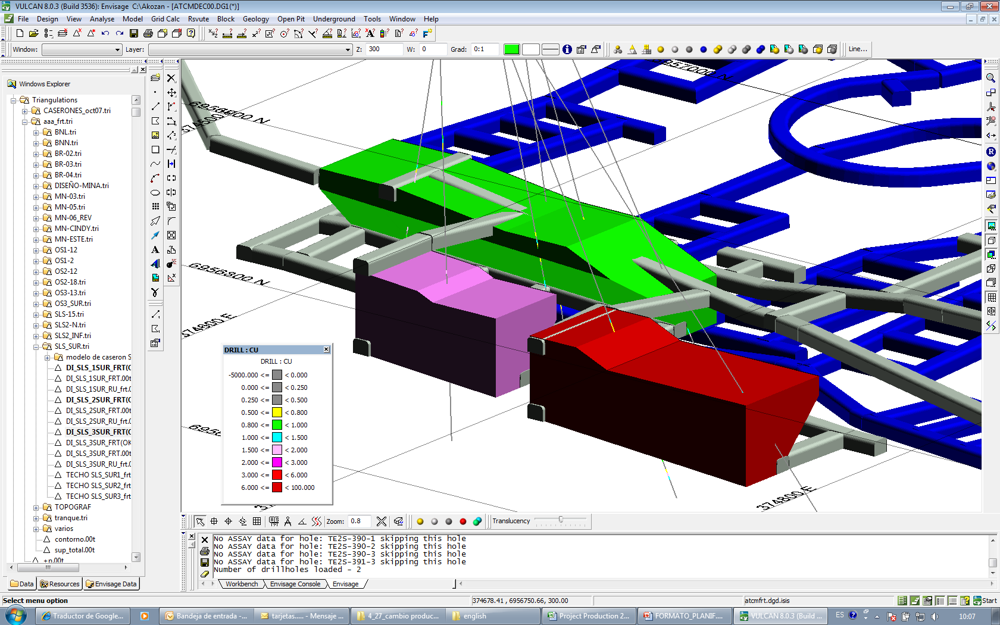 VULCAN 8.0.3 (Build 3536): Envisage C:\Akozan - [ATCMDEC00.DG1(*)]
File Design View Analyse Model Grid Calc Rsvute Block Geology Open Pit Underground Tools Window Help
Window: Layer: Z: 300 W: 0 Grad: 0:1 Line...
Windows Explorer
Triangulations
CASERONES_oct07.tri
aaa_frt.tri
BNL.tri
BNN.tri
BR-02.tri
BR-03.tri
BR-04.tri
DISEÑO-MINA.tri
MN-03.tri
MN-05.tri
MN-06_REV
MN-CINDY.tri
MN-ESTE.tri
OS1-12
OS1-2
OS2-12
OS2-18.tri
OS3-13.tri
OS3_SUR.tri
SLS-15.tri
SLS2-N.tri
SLS2_INF.tri
SLS_SUR.tri
modelo de caseron S
DI_SLS_1SUR_FRT(O
DI_SLS_1SUR_FRT.00t
DI_SLS_1SUR_RU_frt.0
DI_SLS_2SUR_FRT(O
DI_SLS_2SUR_FRT.00t
DI_SLS_2SUR_RU_frt.0
DI_SLS_3SUR_FRT(O
DI_SLS_3SUR_FRT(OK
DI_SLS_3SUR_FRT.00t
DI_SLS_3SUR_RU_frt.0
TECHO SLS_SUR1_frt
TECHO SLS_SUR2_frt
TECHO SLS_SUR3_frt
TOPOGRAF
tranque.tri
varios
contorno.00t
sup_total.00t
+n.00t
Data Resources Envisage Data
6957000 N
6956800 N
374800 E
374800 E
DRILL : CU
DRILL : CU
-5000.000 <= < 0.000
0.000 <= < 0.250
0.250 <= < 0.500
0.500 <= < 0.800
0.800 <= < 1.000
1.000 <= < 1.500
1.500 <= < 2.000
2.000 <= < 3.000
3.000 <= < 6.000
6.000 <= < 100.000
Zoom: 0.8 Translucency
No ASSAY data for hole: TE2S-390-1 skipping this hole
No ASSAY data for hole: TE2S-390-2 skipping this hole
No ASSAY data for hole: TE2S-390-3 skipping this hole
No ASSAY data for hole: TE2S-391-3 skipping this hole
Number of drillholes loaded - 2
Workbench Envisage Console Envisage
Select menu option 374678.41 , 6956750.66, 300.00 atcmfrt.dgd.isis Start
Traductor de Google... Bandeja de entrada -... tarjetas..... - Mensaje ... 4_27_cambio produc... english Project Production 2... FORMATO_PLANIF.... VULCAN 8.0.3 (Build ... ES 10:07